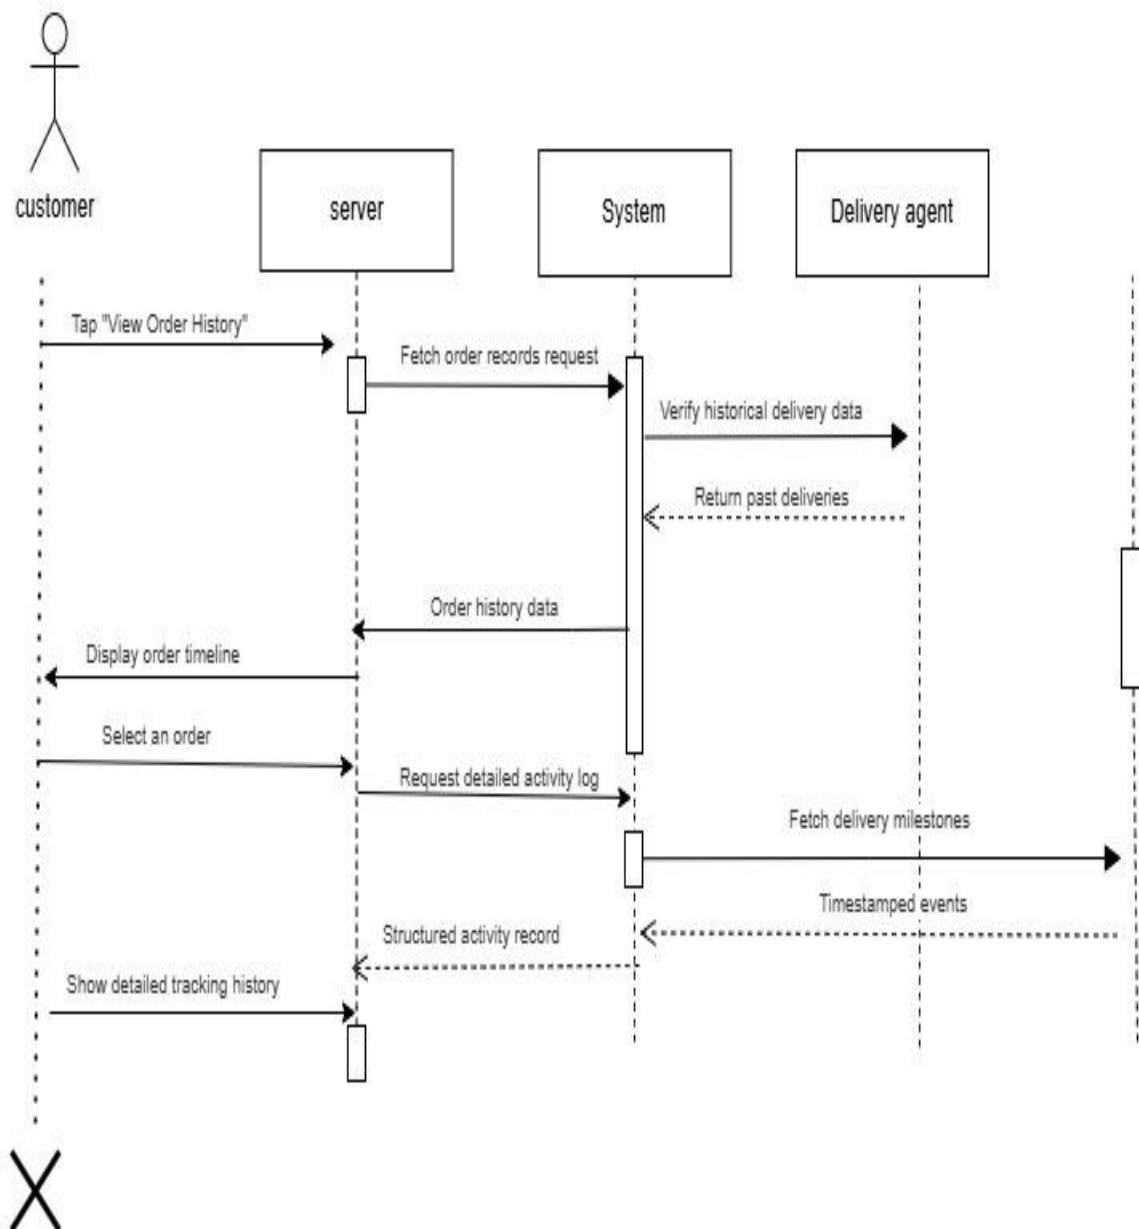 customer
server
System
Delivery agent
Tap "View Order History"
Fetch order records request
Verify historical delivery data
Return past deliveries
Order history data
Display order timeline
Select an order
Request detailed activity log
Fetch delivery milestones
Timestamped events
Structured activity record
Show detailed tracking history